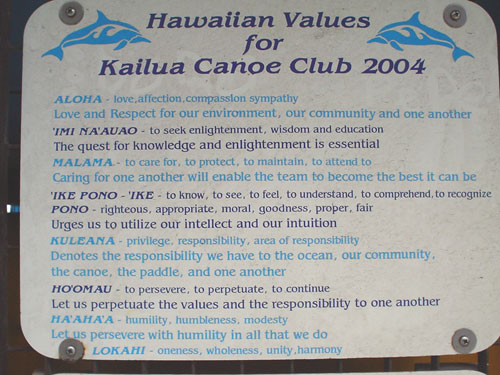 Hawaiian Values
for
Kailua Canoe Club 2004
ALOHA - love, affection, compassion sympathy
Love and Respect for our environment, our community and one another
'IMI NA'AUAO - to seek enlightenment, wisdom and education
The quest for knowledge and enlightenment is essential
MALAMA - to care for, to protect, to maintain, to attend to
Caring for one another will enable the team to become the best it can be
'IKE PONO - 'IKE - to know, to see, to feel, to understand, to comprehend, to recognize
PONO - righteous, appropriate, moral, goodness, proper, fair
Urges us to utilize our intellect and our intuition
KULEANA - privilege, responsibility, area of responsibility
Denotes the responsibility we have to the ocean, our community,
the canoe, the paddle, and one another
HO'OMAU - to persevere, to perpetuate, to continue
Let us perpetuate the values and the responsibility to one another
HA'AHA'A - humility, humbleness, modesty
Let us persevere with humility in all that we do
LOKAHI - oneness, wholeness, unity, harmony